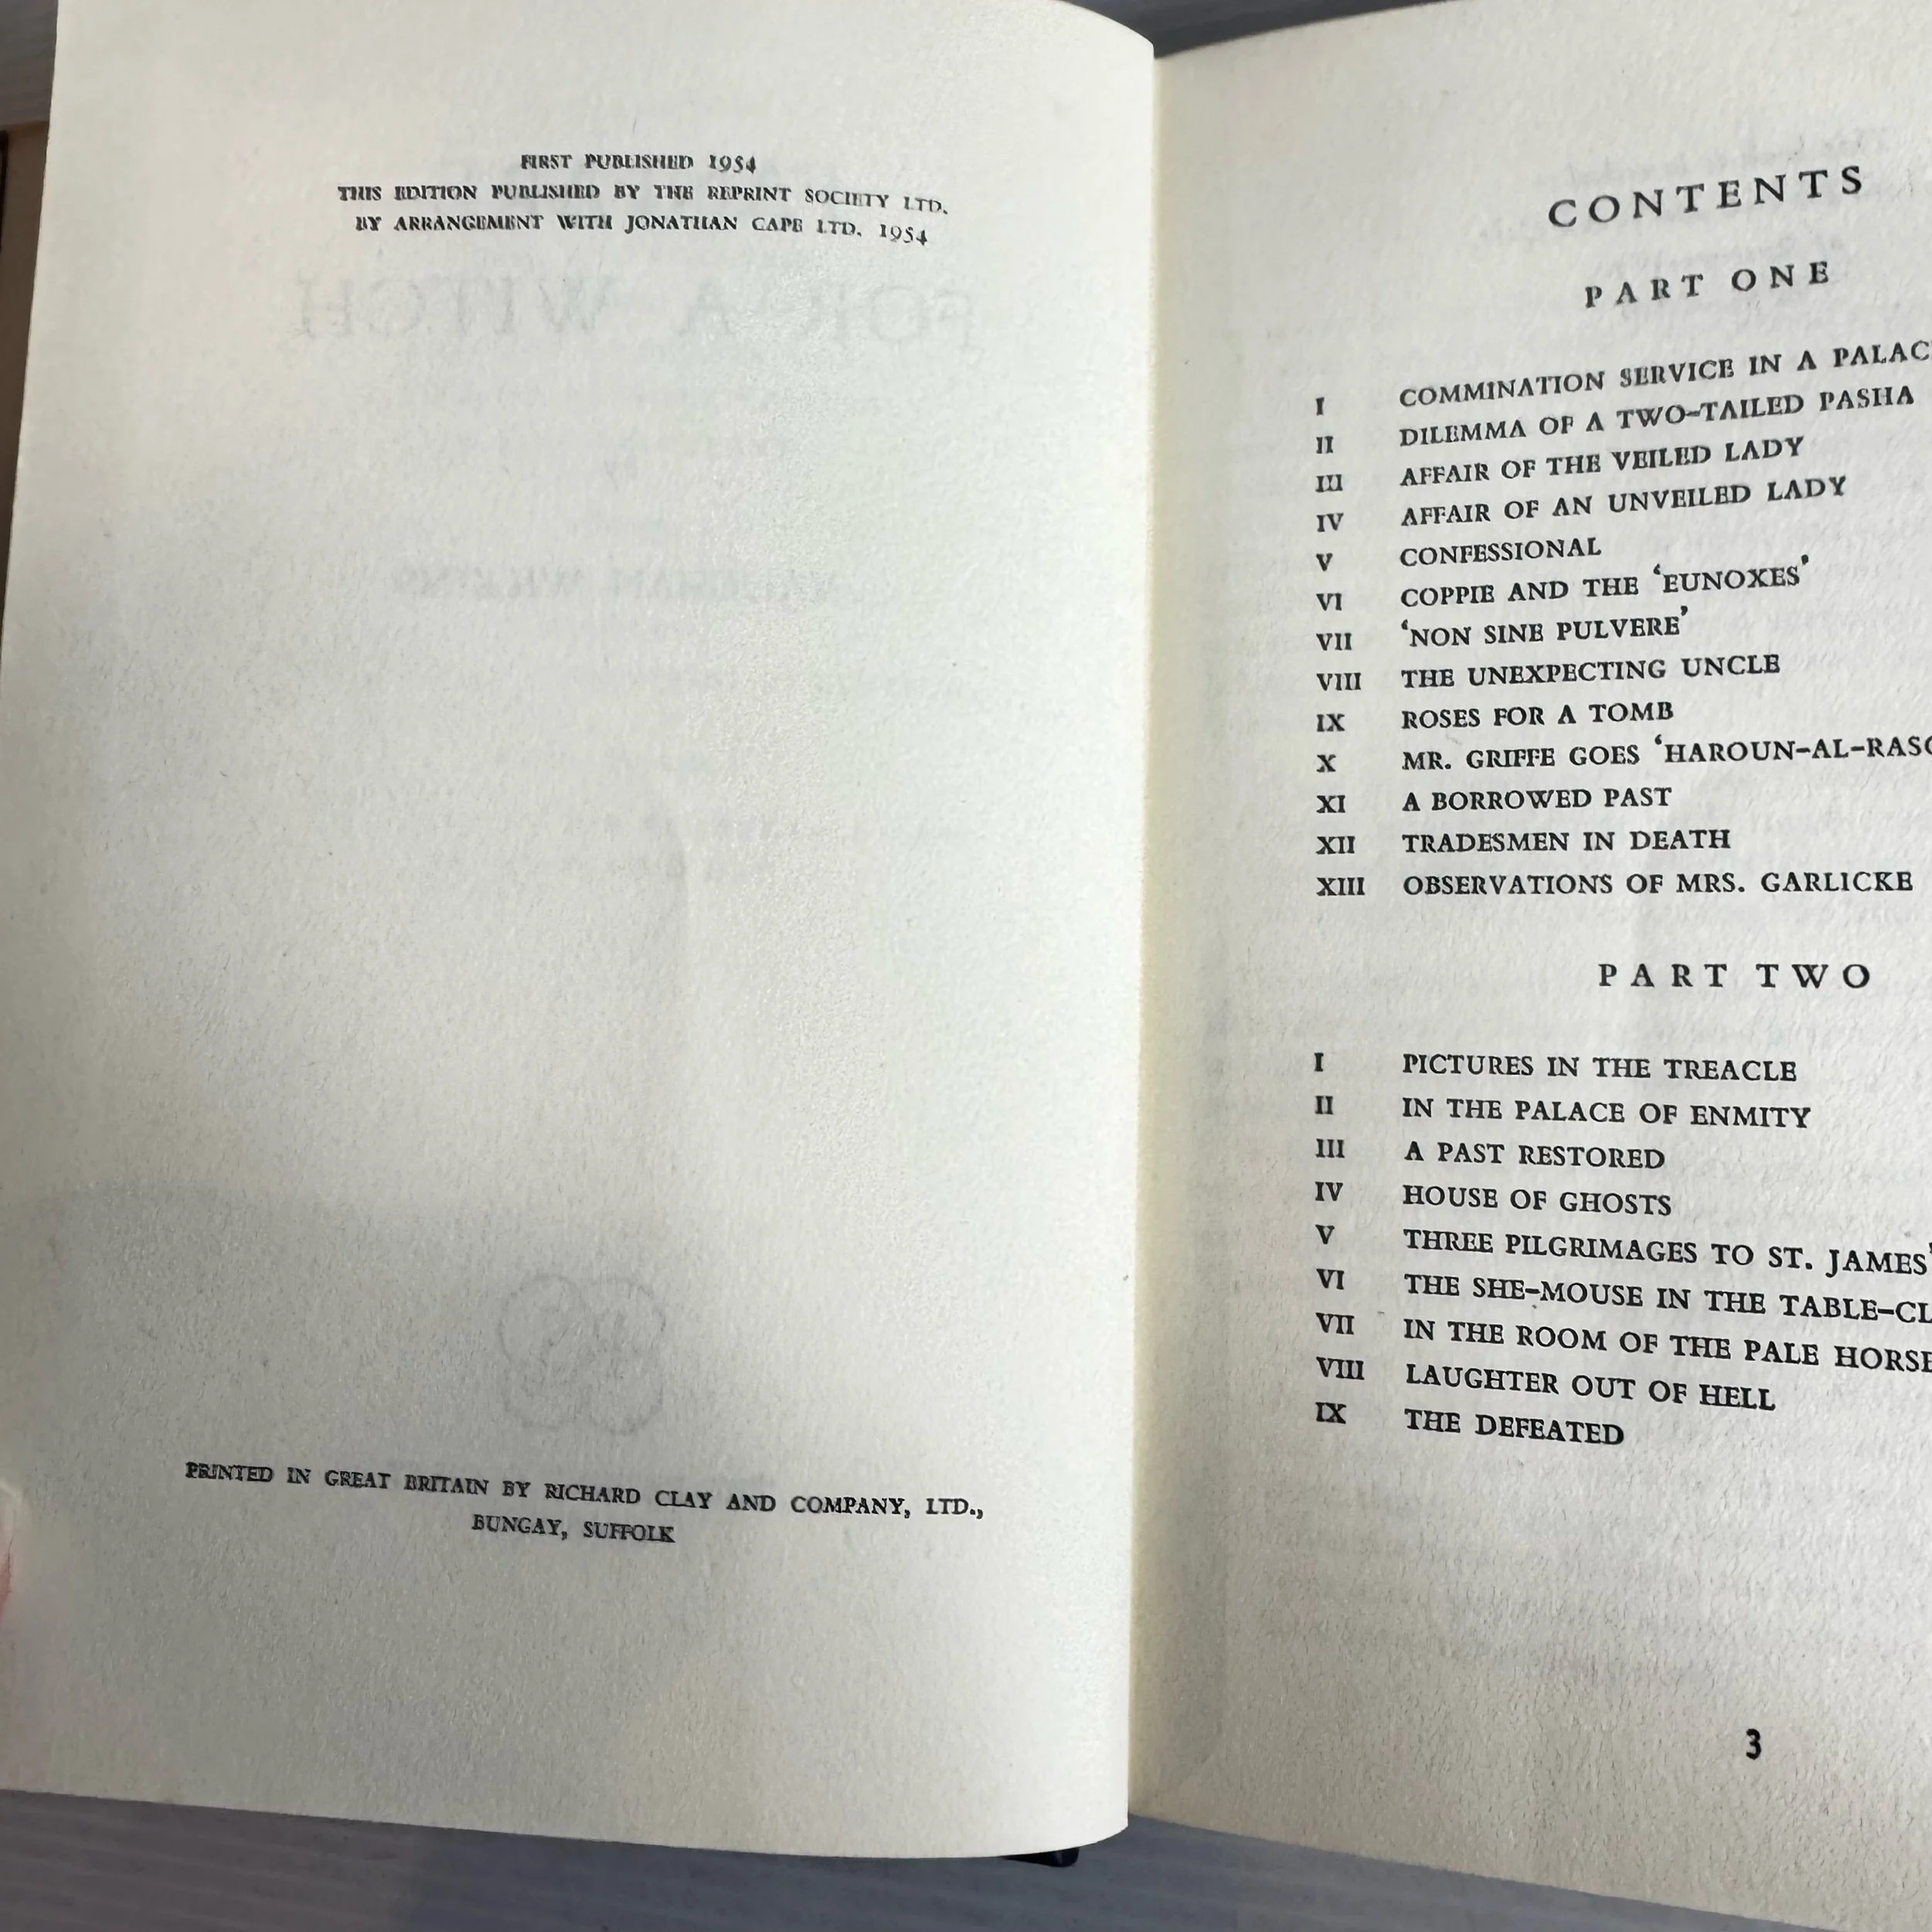 FIRST PUBLISHED 1954
THIS EDITION PUBLISHED BY THE REPRINT SOCIETY LTD.
BY ARRANGEMENT WITH JONATHAN CAPE LTD. 1954
FOR A WITCH
PRINTED IN GREAT BRITAIN BY RICHARD CLAY AND COMPANY, LTD.,
BUNGAY, SUFFOLK
CONTENTS
PART ONE
I COMMINATION SERVICE IN A PALAC
II DILEMMA OF A TWO-TAILED PASHA
III AFFAIR OF THE VEILED LADY
IV AFFAIR OF AN UNVEILED LADY
V CONFESSIONAL
VI COPPIE AND THE ‘EUNOXES’
VII ‘NON SINE PULVERE’
VIII THE UNEXPECTING UNCLE
IX ROSES FOR A TOMB
X MR. GRIFFE GOES ‘HAROUN-AL-RASC
XI A BORROWED PAST
XII TRADESMEN IN DEATH
XIII OBSERVATIONS OF MRS. GARLICKE
PART TWO
I PICTURES IN THE TREACLE
II IN THE PALACE OF ENMITY
III A PAST RESTORED
IV HOUSE OF GHOSTS
V THREE PILGRIMAGES TO ST. JAMES’
VI THE SHE-MOUSE IN THE TABLE-CL
VII IN THE ROOM OF THE PALE HORSE
VIII LAUGHTER OUT OF HELL
IX THE DEFEATED
3